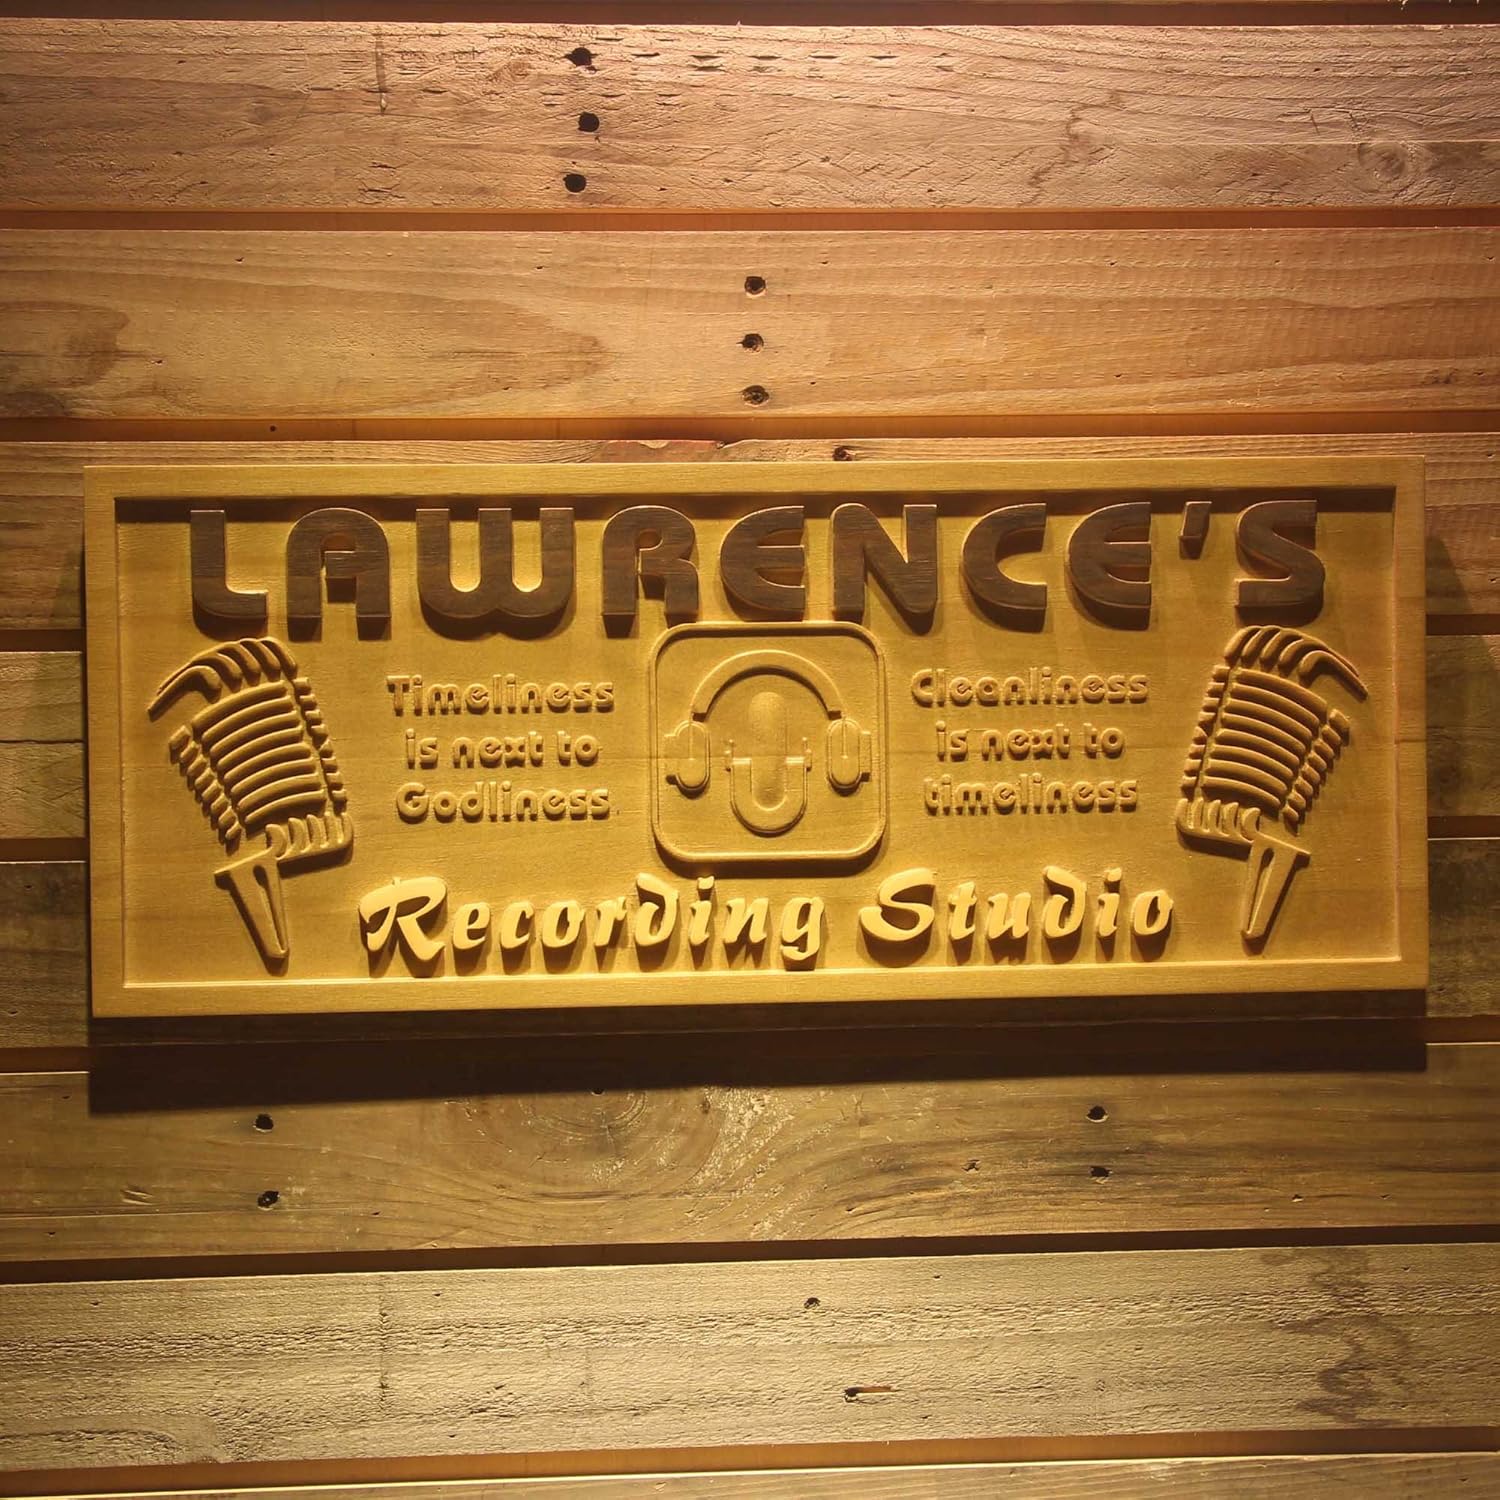 LAWRENCE'S
Timeliness
is next to
Godliness
Cleanliness
is next to
timeliness
Recording Studio